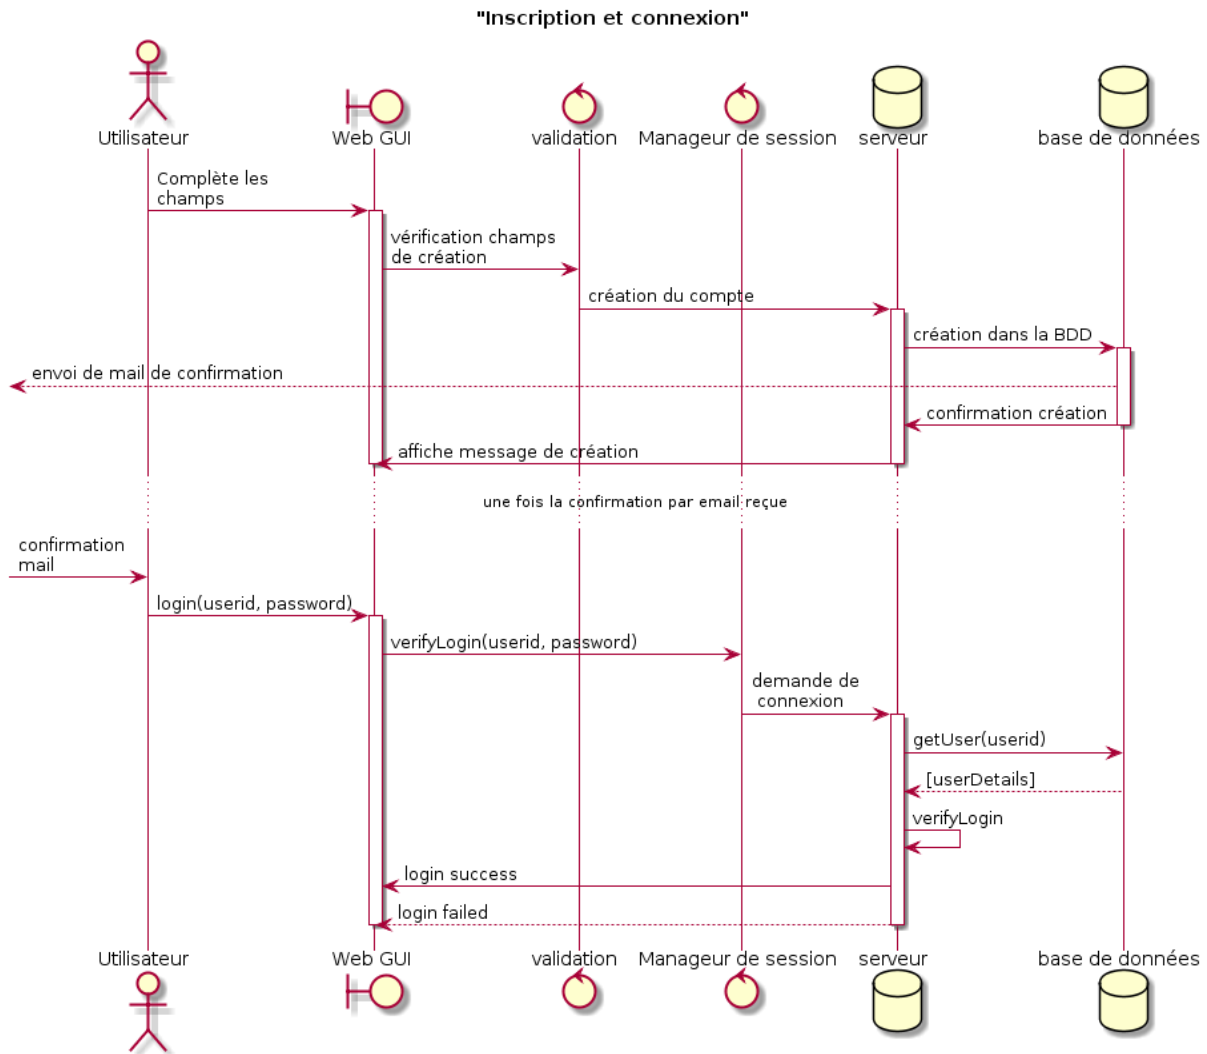 "Inscription et connexion"
Utilisateur
Web GUI
validation
Manageur de session
serveur
base de données
Complète les
champs
vérification champs
de création
création du compte
création dans la BDD
envoi de mail de confirmation
confirmation création
affiche message de création
une fois la confirmation par email reçue
confirmation
mail
login(userid, password)
verifyLogin(userid, password)
demande de
connexion
getUser(userid)
[userDetails]
verifyLogin
login success
login failed
Utilisateur
Web GUI
validation
Manageur de session
serveur
base de données